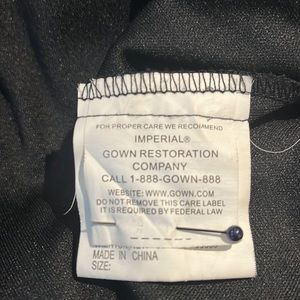 FOR PROPER CARE WE RECOMMEND
IMPERIAL®
GOWN RESTORATION
COMPANY
CALL 1-888-GOWN-888
WEBSITE: WWW.GOWN.COM
DO NOT REMOVE THIS CARE LABEL
IT IS REQUIRED BY FEDERAL LAW
MADE IN CHINA
SIZE: